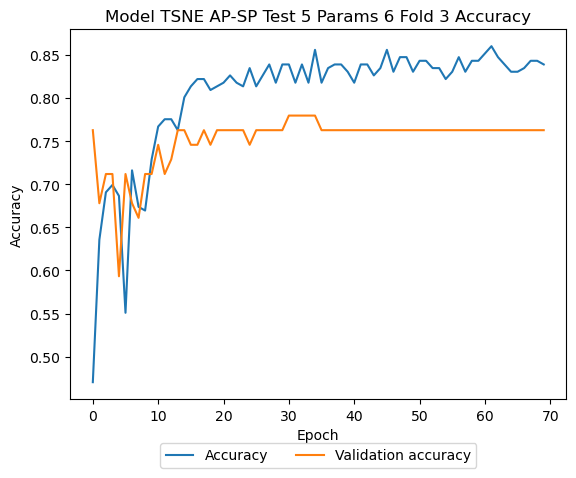 Model TSNE AP-SP Test 5 Params 6 Fold 3 Accuracy
0.85
0.80
0.75
0.70
0.65
0.60
0.55
0.50
Accuracy
0 10 20 30 40 50 60 70
Epoch
Accuracy Validation accuracy